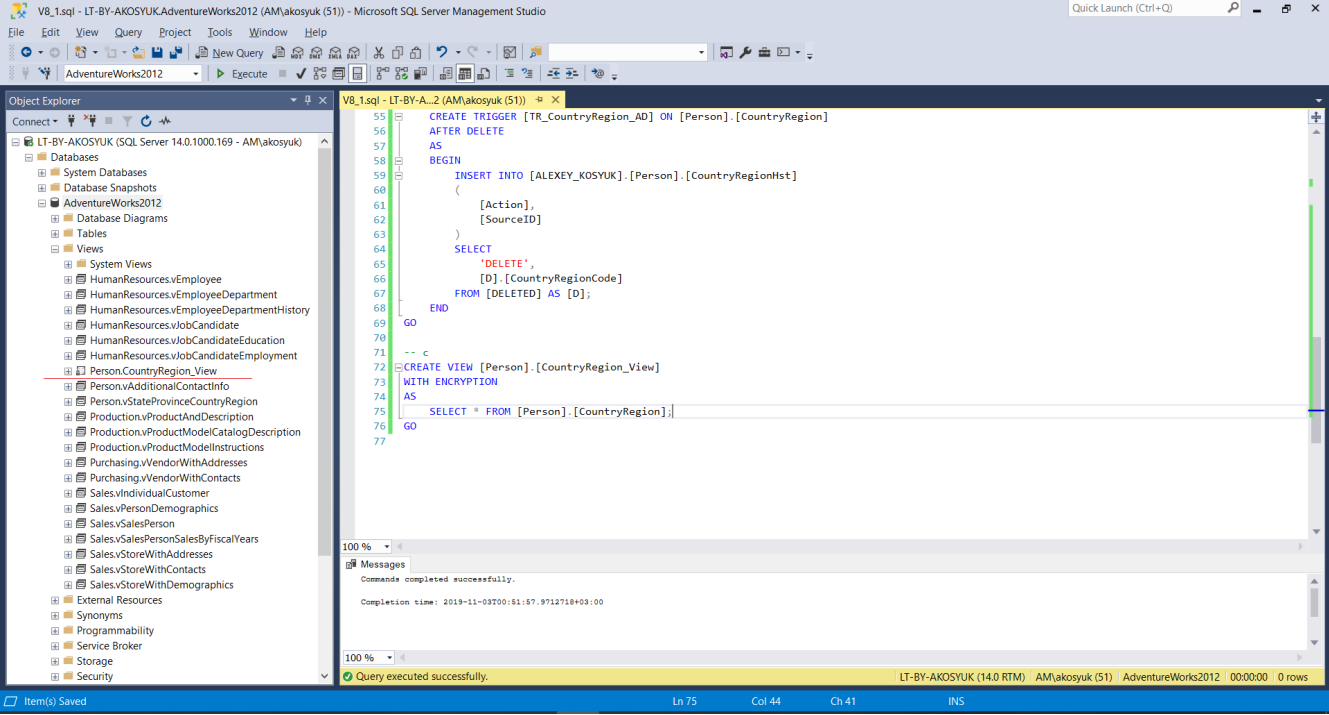 V8_1.sql - LT-BY-AKOSYUK.AdventureWorks2012 (AM\akosyuk (51)) - Microsoft SQL Server Management Studio
Quick Launch (Ctrl+Q)
File Edit View Query Project Tools Window Help
New Query
AdventureWorks2012 Execute
Object Explorer
Connect
LT-BY-AKOSYUK (SQL Server 14.0.1000.169 - AM\akosyuk)
Databases
System Databases
Database Snapshots
AdventureWorks2012
Database Diagrams
Tables
Views
System Views
HumanResources.vEmployee
HumanResources.vEmployeeDepartment
HumanResources.vEmployeeDepartmentHistory
HumanResources.vJobCandidate
HumanResources.vJobCandidateEducation
HumanResources.vJobCandidateEmployment
Person.CountryRegion_View
Person.vAdditionalContactInfo
Person.vStateProvinceCountryRegion
Production.vProductAndDescription
Production.vProductModelCatalogDescription
Production.vProductModelInstructions
Purchasing.vVendorWithAddresses
Purchasing.vVendorWithContacts
Sales.vIndividualCustomer
Sales.vPersonDemographics
Sales.vSalesPerson
Sales.vSalesPersonSalesByFiscalYears
Sales.vStoreWithAddresses
Sales.vStoreWithContacts
Sales.vStoreWithDemographics
External Resources
Synonyms
Programmability
Service Broker
Storage
Security
V8_1.sql - LT-BY-A...2 (AM\akosyuk (51))
55 CREATE TRIGGER [TR_CountryRegion_AD] ON [Person].[CountryRegion]
56 AFTER DELETE
57 AS
58 BEGIN
59 INSERT INTO [ALEXEY_KOSYUK].[Person].[CountryRegionHst]
60 (
61 [Action],
62 [SourceID]
63 )
64 SELECT
65 'DELETE',
66 [D].[CountryRegionCode]
67 FROM [DELETED] AS [D];
68 END
69 GO
70
71 -- c
72 CREATE VIEW [Person].[CountryRegion_View]
73 WITH ENCRYPTION
74 AS
75 SELECT * FROM [Person].[CountryRegion];
76 GO
77
100 %
Messages
Commands completed successfully.
Completion time: 2019-11-03T00:51:57.9712718+03:00
100 %
Query executed successfully. LT-BY-AKOSYUK (14.0 RTM) AM\akosyuk (51) AdventureWorks2012 00:00:00 0 rows
Item(s) Saved Ln 75 Col 44 Ch 41 INS